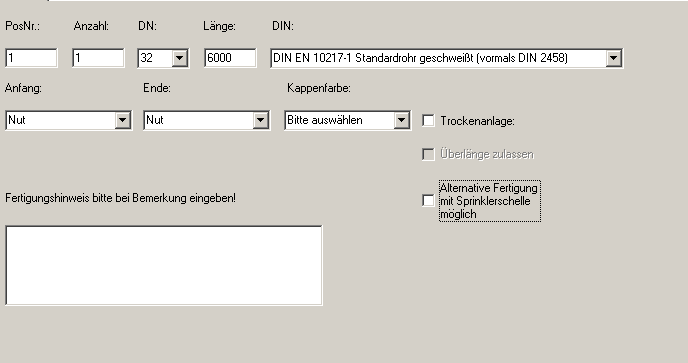 PosNr.: Anzahl: DN: Länge: DIN:
1 1 32 6000 DIN EN 10217-1 Standardrohr geschweißt (vormals DIN 2458)
Anfang: Ende: Kappenfarbe:
Nut Nut Bitte auswählen Trockenanlage:
Überlänge zulassen
Alternative Fertigung
mit Sprinklerschelle
möglich
Fertigungshinweis bitte bei Bemerkung eingeben!